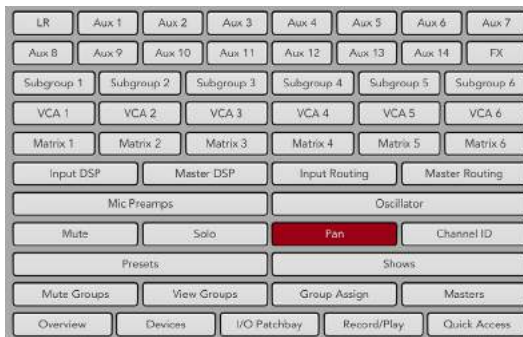 LR Aux 1 Aux 2 Aux 3 Aux 4 Aux 5 Aux 6 Aux 7
Aux 8 Aux 9 Aux 10 Aux 11 Aux 12 Aux 13 Aux 14 FX
Subgroup 1 Subgroup 2 Subgroup 3 Subgroup 4 Subgroup 5 Subgroup 6
VCA 1 VCA 2 VCA 3 VCA 4 VCA 5 VCA 6
Matrix 1 Matrix 2 Matrix 3 Matrix 4 Matrix 5 Matrix 6
Input DSP Master DSP Input Routing Master Routing
Mic Preamps Oscillator
Mute Solo Pan Channel ID
Presets Shows
Mute Groups View Groups Group Assign Masters
Overview Devices I/O Patchbay Record/Play Quick Access